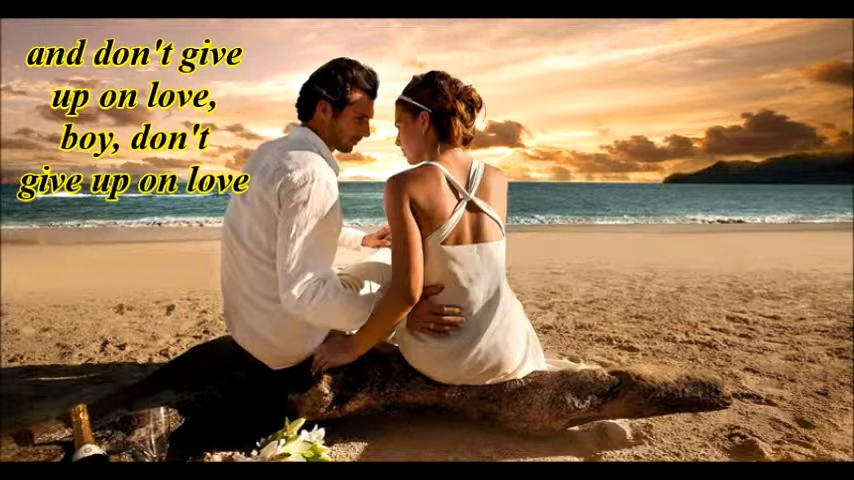 and don't give
up on love,
boy, don't
give up on love